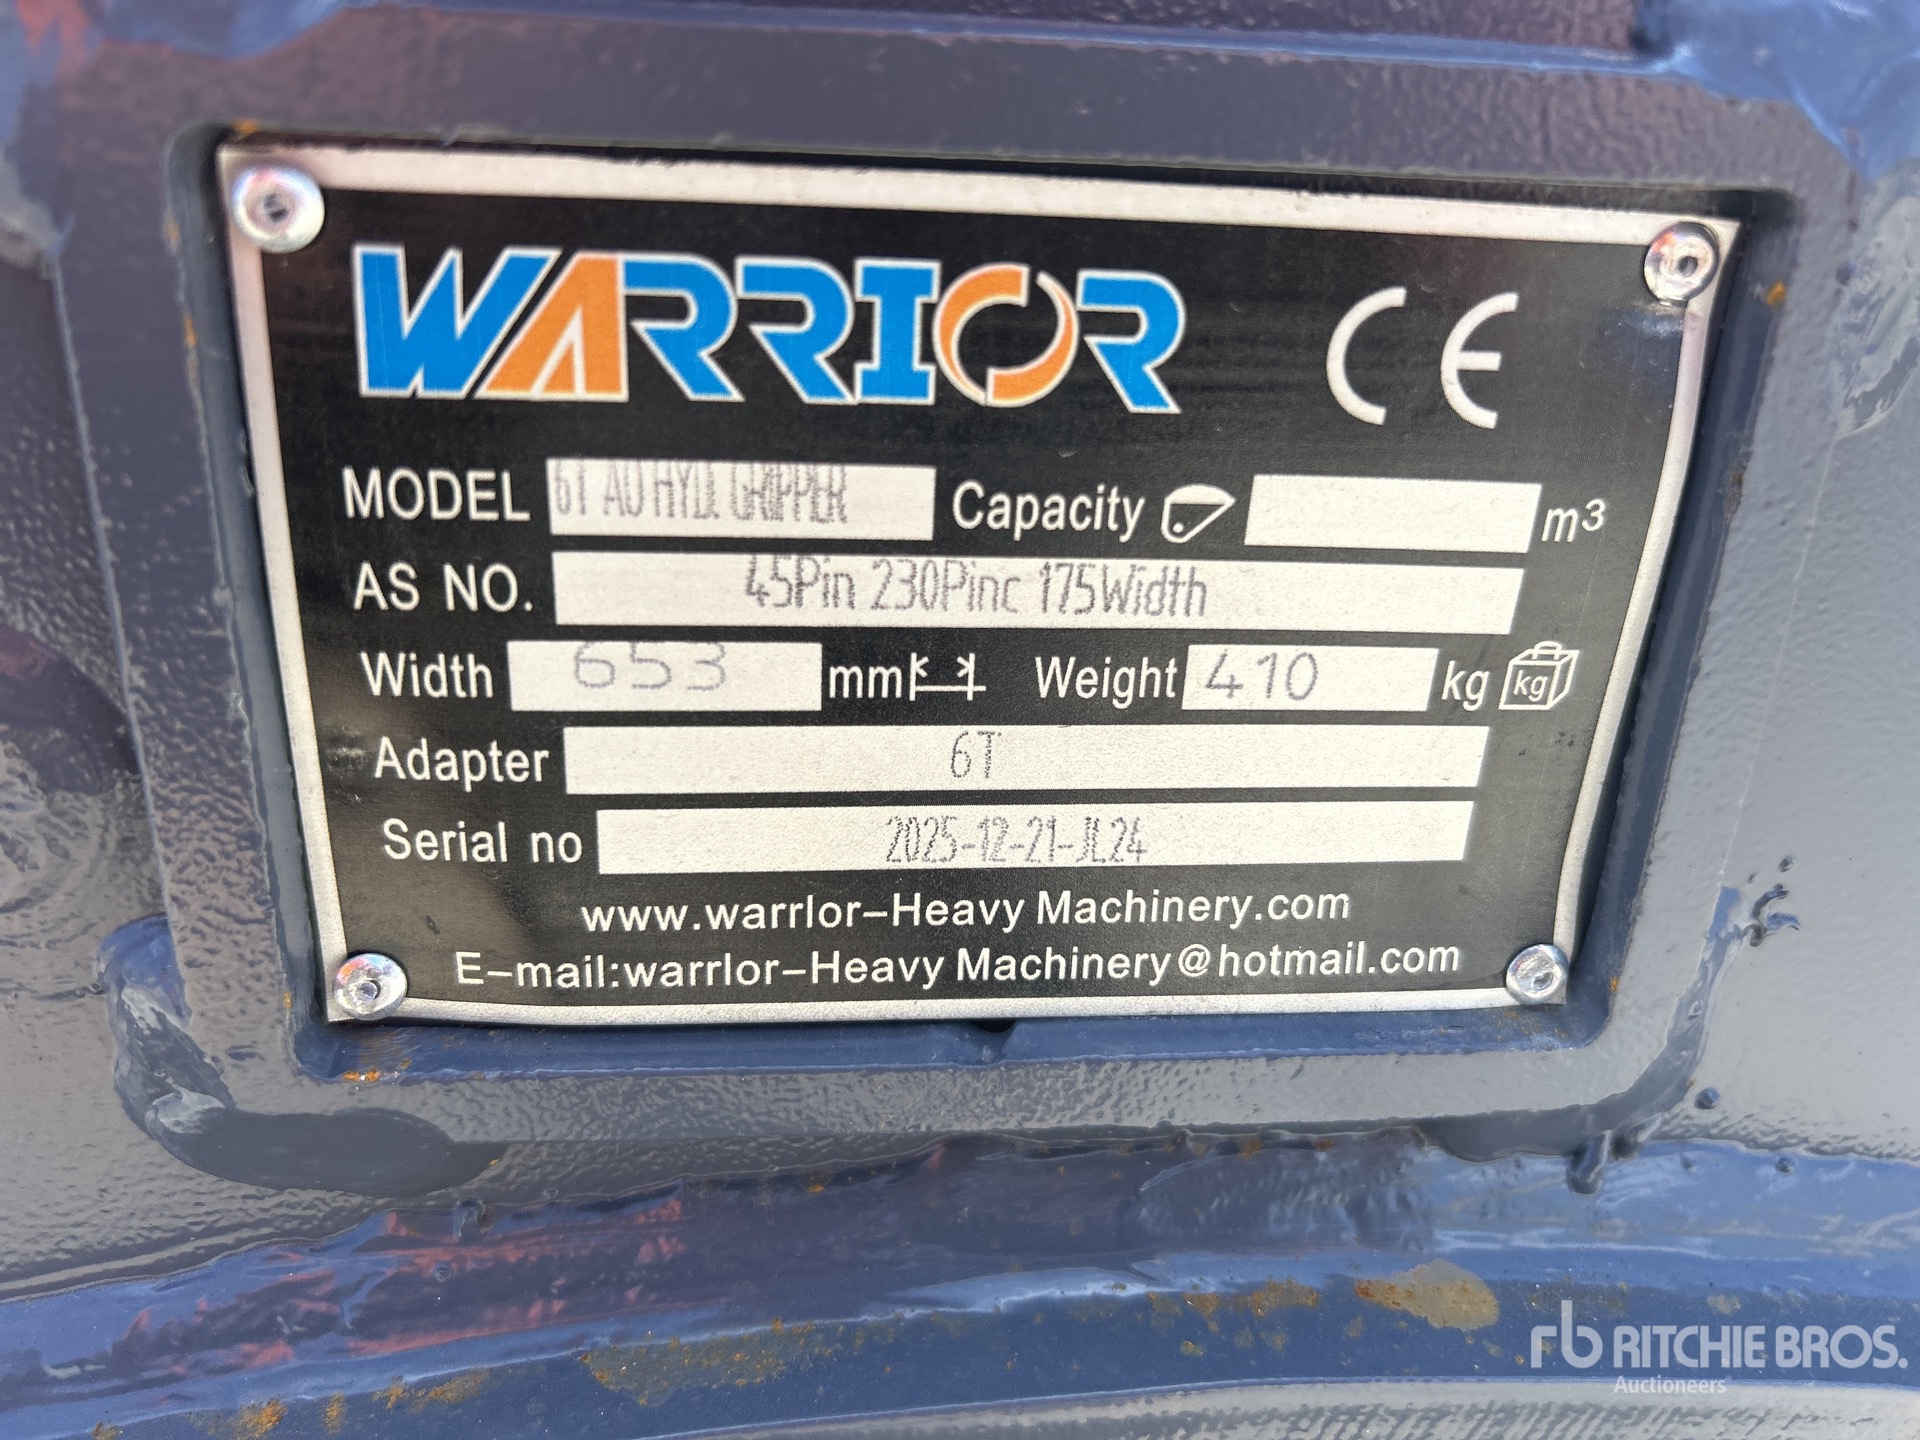 WARRIOR CE
MODEL 6T AU HYD. GRIPPER Capacity m³
AS NO. 45Pin 230Pinc 175Width
Width 653 mm Weight 410 kg kg
Adapter 6T
Serial no 2025-12-21-JL24
www.warrlor-Heavy Machinery.com
E-mail:warrlor-Heavy Machinery@hotmail.com
rb RITCHIE BROS.
Auctioneers